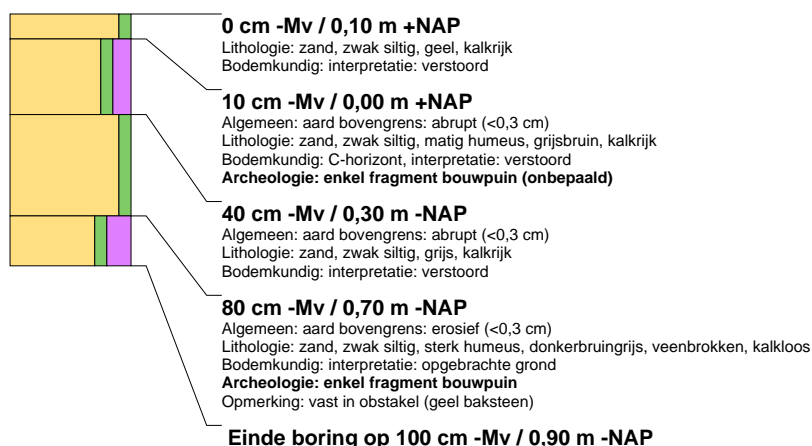 0 cm -Mv / 0,10 m +NAP
Lithologie: zand, zwak siltig, geel, kalkrijk
Bodemkundig: interpretatie: verstoord
10 cm -Mv / 0,00 m +NAP
Algemeen: aard bovengrens: abrupt (<0,3 cm)
Lithologie: zand, zwak siltig, matig humeus, grijsbruin, kalkrijk
Bodemkundig: C-horizont, interpretatie: verstoord
Archeologie: enkel fragment bouwpuin (onbepaald)
40 cm -Mv / 0,30 m -NAP
Algemeen: aard bovengrens: abrupt (<0,3 cm)
Lithologie: zand, zwak siltig, grijs, kalkrijk
Bodemkundig: interpretatie: verstoord
80 cm -Mv / 0,70 m -NAP
Algemeen: aard bovengrens: erosief (<0,3 cm)
Lithologie: zand, zwak siltig, sterk humeus, donkerbruingrijs, veenbrokken, kalkloos
Bodemkundig: interpretatie: opgebrachte grond
Archeologie: enkel fragment bouwpuin
Opmerking: vast in obstakel (geel baksteen)
Einde boring op 100 cm -Mv / 0,90 m -NAP